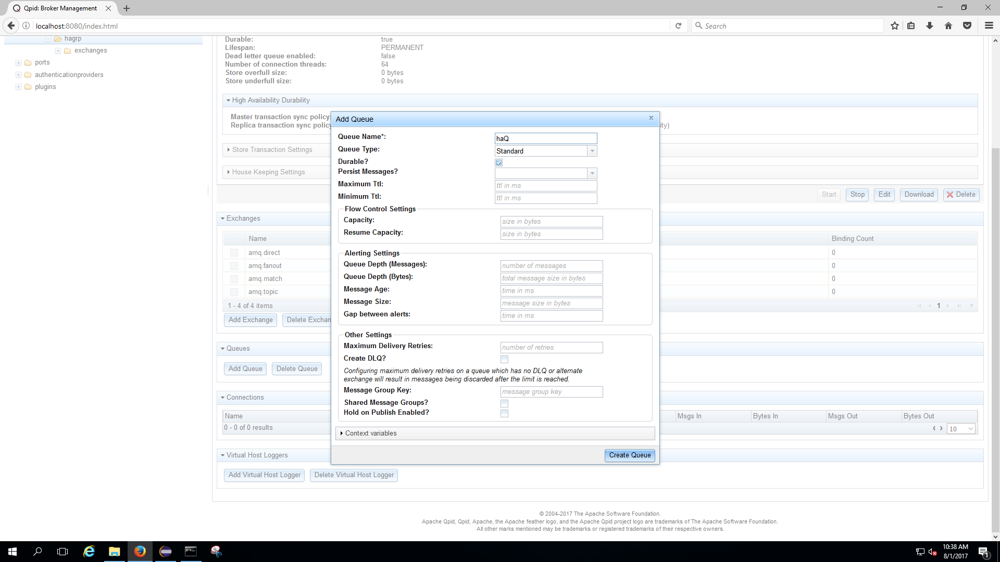 Qpid: Broker Management
localhost:8080/index.html
Search
hagrp
exchanges
ports
authenticationproviders
plugins
Durable: true
Lifespan: PERMANENT
Dead letter queue enabled: false
Number of connection threads: 64
Store overfull size: 0 bytes
Store underfull size: 0 bytes
High Availability Durability
Master transaction sync policy:
Replica transaction sync policy ity)
Store Transaction Settings
House Keeping Settings
Start Stop Edit Download Delete
Exchanges
Name Binding Count
amq.direct 0
amq.fanout 0
amq.match 0
amq.topic 0
1 - 4 of 4 items 1
Add Exchange Delete Exchan
Queues
Add Queue Delete Queue
Connections
Name Msgs In Bytes In Msgs Out Bytes Out
0 - 0 of 0 results 10
Virtual Host Loggers
Add Virtual Host Logger Delete Virtual Host Logger
Add Queue x
Queue Name*: haQ
Queue Type: Standard
Durable?
Persist Messages?
Maximum Ttl: ttl in ms
Minimum Ttl: ttl in ms
Flow Control Settings
Capacity: size in bytes
Resume Capacity: size in bytes
Alerting Settings
Queue Depth (Messages): number of messages
Queue Depth (Bytes): total message size in bytes
Message Age: time in ms
Message Size: message size in bytes
Gap between alerts: time in ms
Other Settings
Maximum Delivery Retries: number of retries
Create DLQ?
Configuring maximum delivery retries on a queue which has no DLQ or alternate
exchange will result in messages being discarded after the limit is reached.
Message Group Key: message group key
Shared Message Groups?
Hold on Publish Enabled?
Context variables
Create Queue
© 2004-2017 The Apache Software Foundation.
Apache Qpid, Qpid, Apache, the Apache feather logo, and the Apache Qpid project logo are trademarks of The Apache Software Foundation.
All other marks mentioned may be trademarks or registered trademarks of their respective owners.
10:38 AM
8/1/2017
1